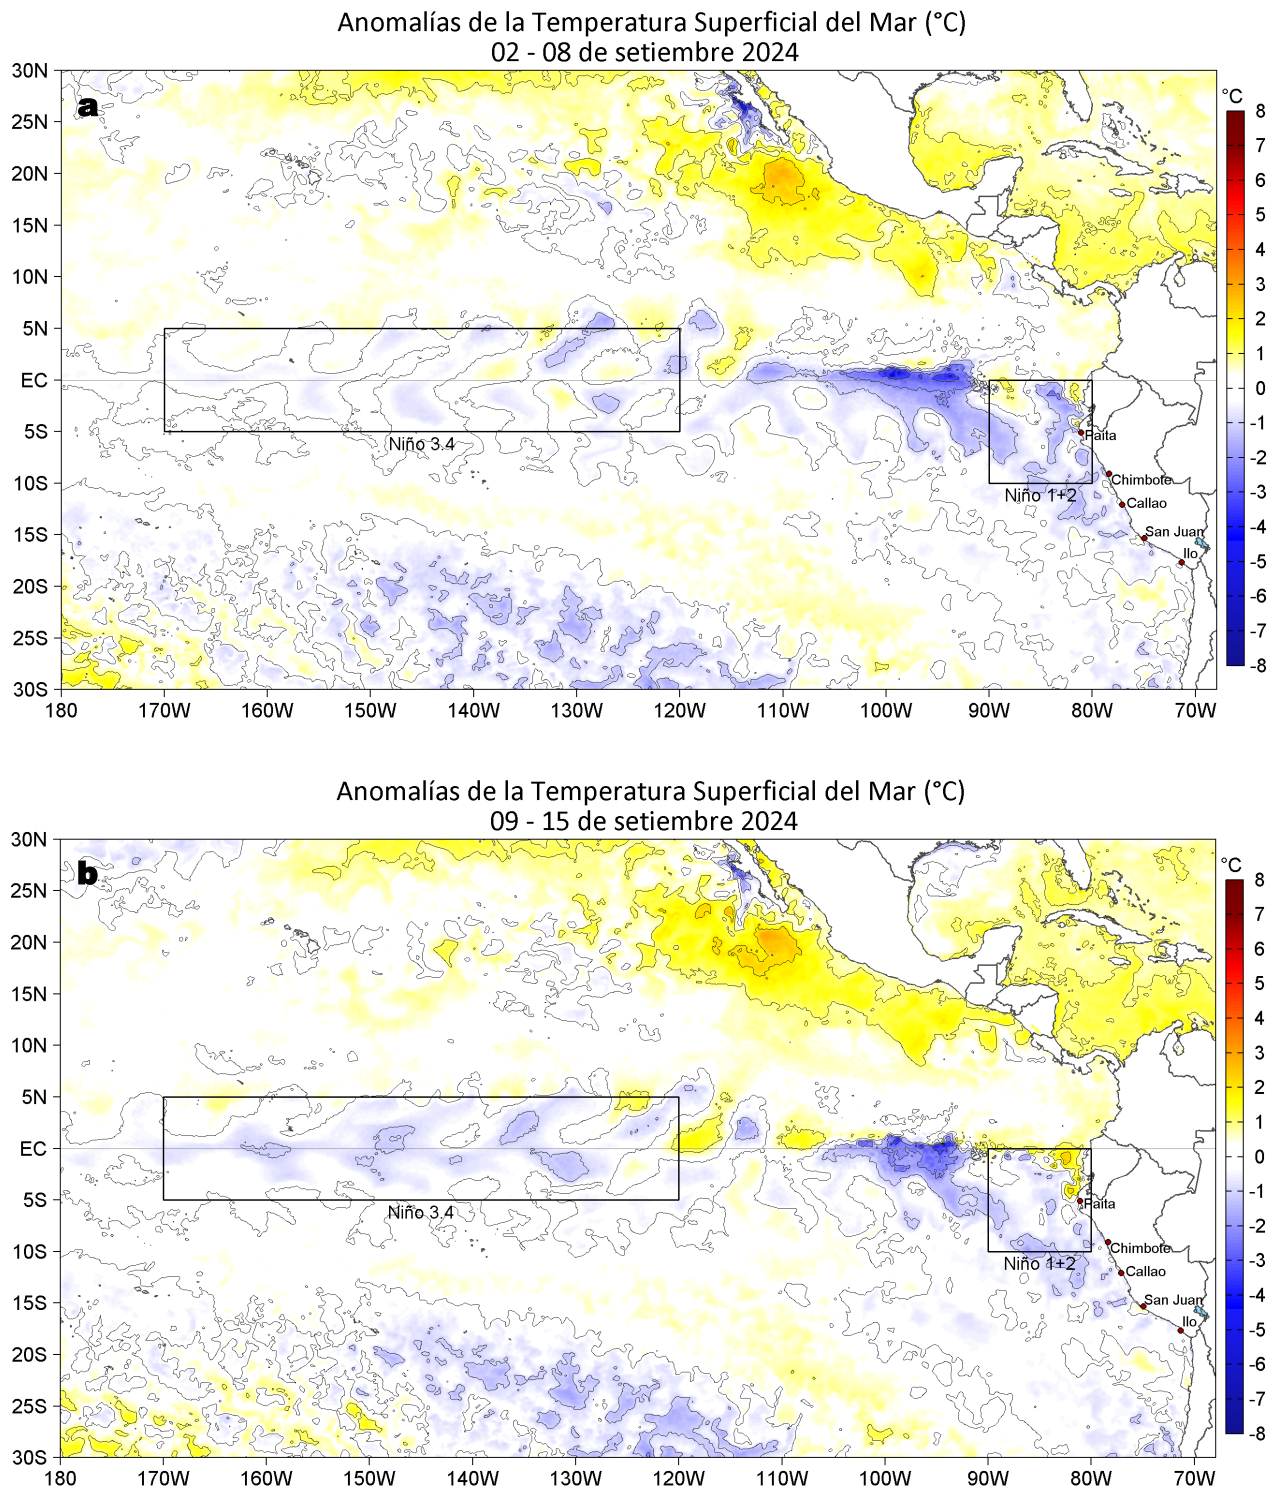 Anomalías de la Temperatura Superficial del Mar (°C)
02 - 08 de setiembre 2024
a
30N
25N
20N
15N
10N
5N
EC
5S
10S
15S
20S
25S
30S
180 170W 160W 150W 140W 130W 120W 110W 100W 90W 80W 70W
Niño 3.4
Niño 1+2
Paita
Chimbote
Callao
San Juan
Ilo
°C
8
7
6
5
4
3
2
1
0
-1
-2
-3
-4
-5
-6
-7
-8
Anomalías de la Temperatura Superficial del Mar (°C)
09 - 15 de setiembre 2024
b
30N
25N
20N
15N
10N
5N
EC
5S
10S
15S
20S
25S
30S
180 170W 160W 150W 140W 130W 120W 110W 100W 90W 80W 70W
Niño 3.4
Niño 1+2
Paita
Chimbote
Callao
San Juan
Ilo
°C
8
7
6
5
4
3
2
1
0
-1
-2
-3
-4
-5
-6
-7
-8